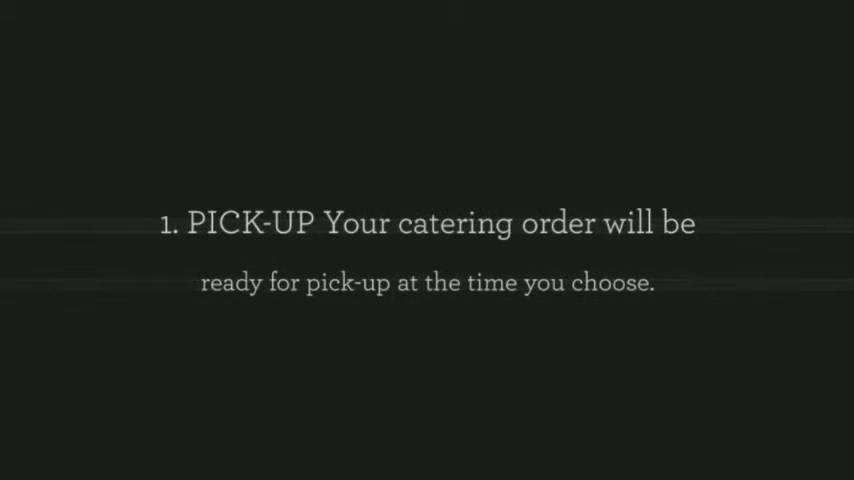 1. PICK-UP Your catering order will be
ready for pick-up at the time you choose.